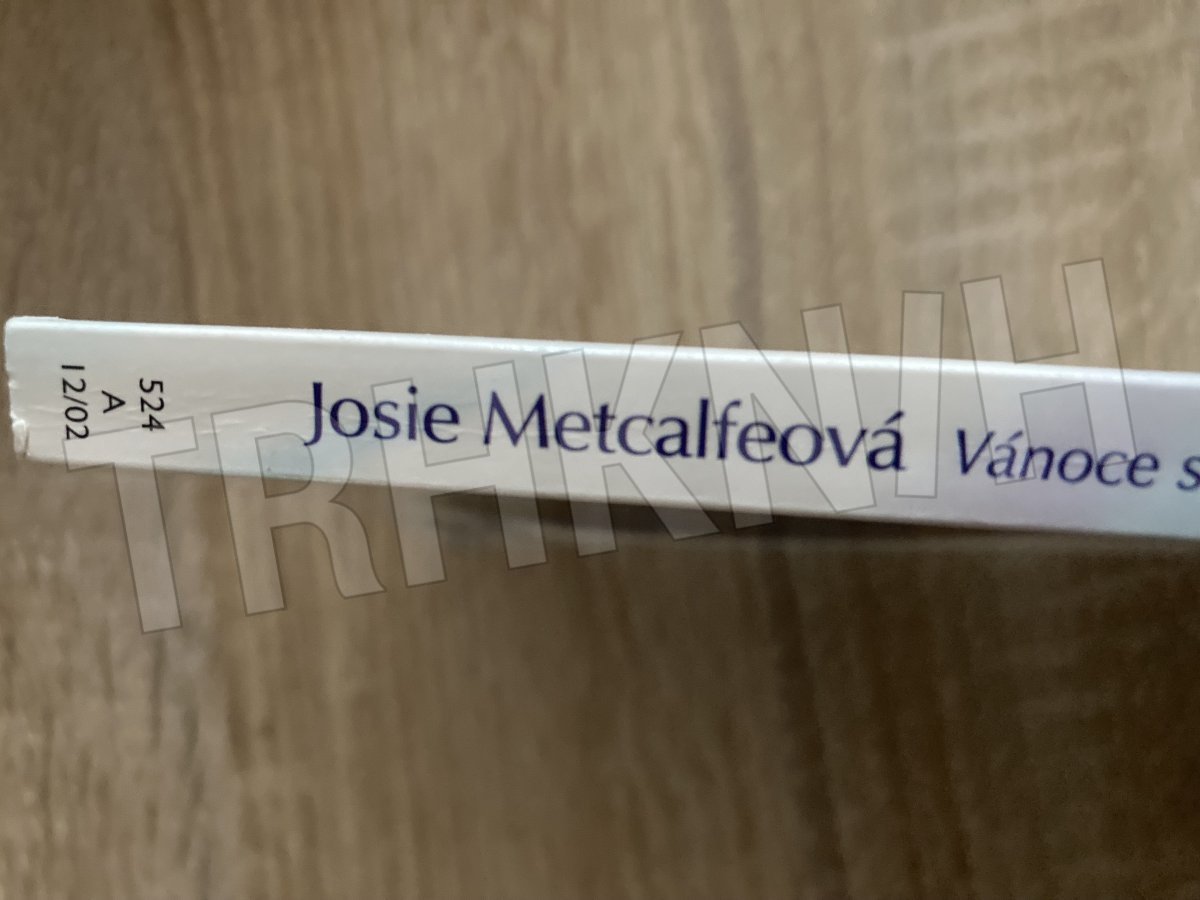 524
A
12/02
Josie Metcalfeová Vánoce s
TRHKNIH